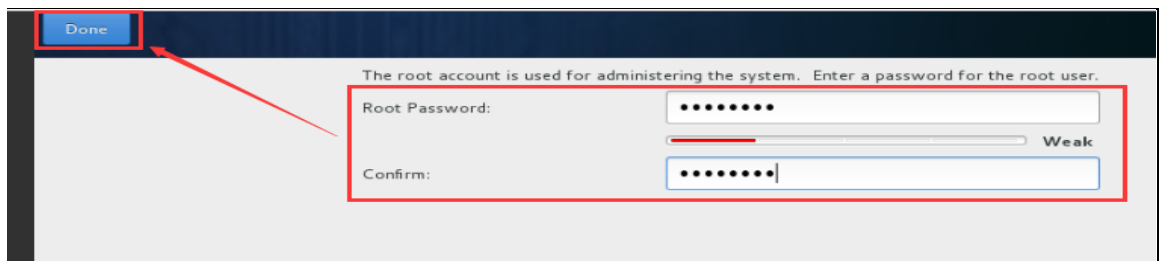 Done
The root account is used for administering the system.  Enter a password for the root user.
Root Password: ••••••••
Weak
Confirm: ••••••••